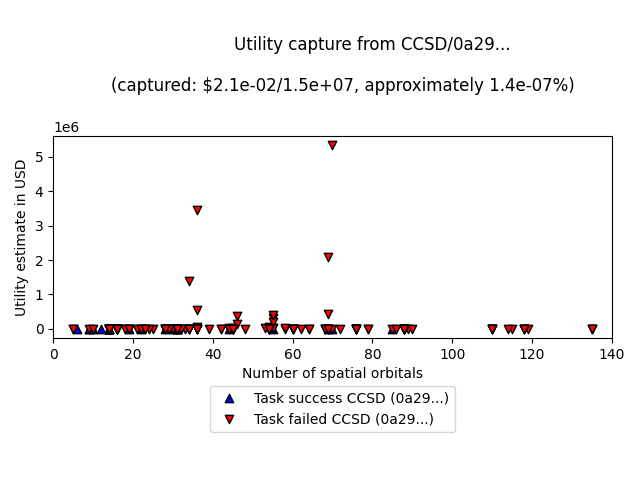 Utility capture from CCSD/0a29...
(captured: $2.1e-02/1.5e+07, approximately 1.4e-07%)
1e6
5
4
3
2
1
0
Utility estimate in USD
0 20 40 60 80 100 120 140
Number of spatial orbitals
Task success CCSD (0a29...)
Task failed CCSD (0a29...)